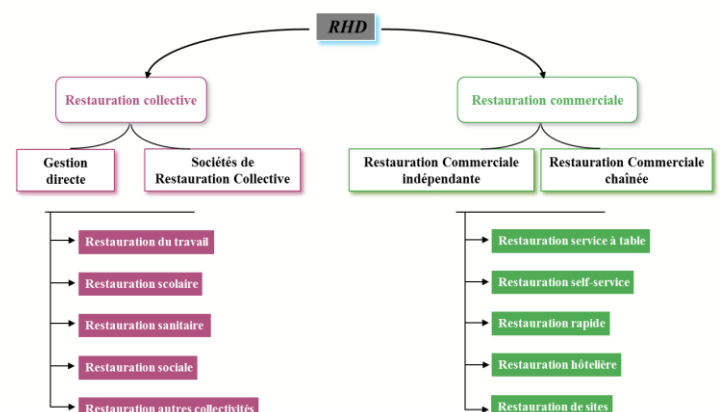 RHD
Restauration collective
Restauration commerciale
Gestion
directe
Sociétés de
Restauration Collective
Restauration Commerciale
indépendante
Restauration Commerciale
chaînée
Restauration du travail
Restauration scolaire
Restauration sanitaire
Restauration sociale
Restauration autres collectivités
Restauration service à table
Restauration self-service
Restauration rapide
Restauration hôtelière
Restauration de sites